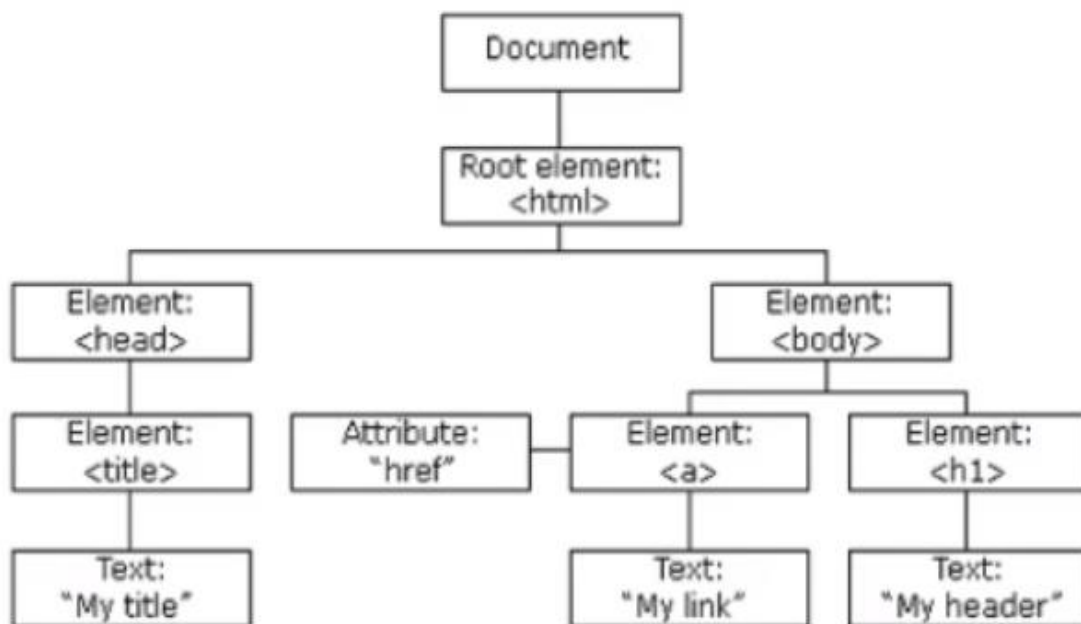 Document
Root element:
<html>
Element:
<head>
Element:
<body>
Element:
<title>
Attribute:
“href”
Element:
<a>
Element:
<h1>
Text:
“My title”
Text:
“My link”
Text:
“My header”